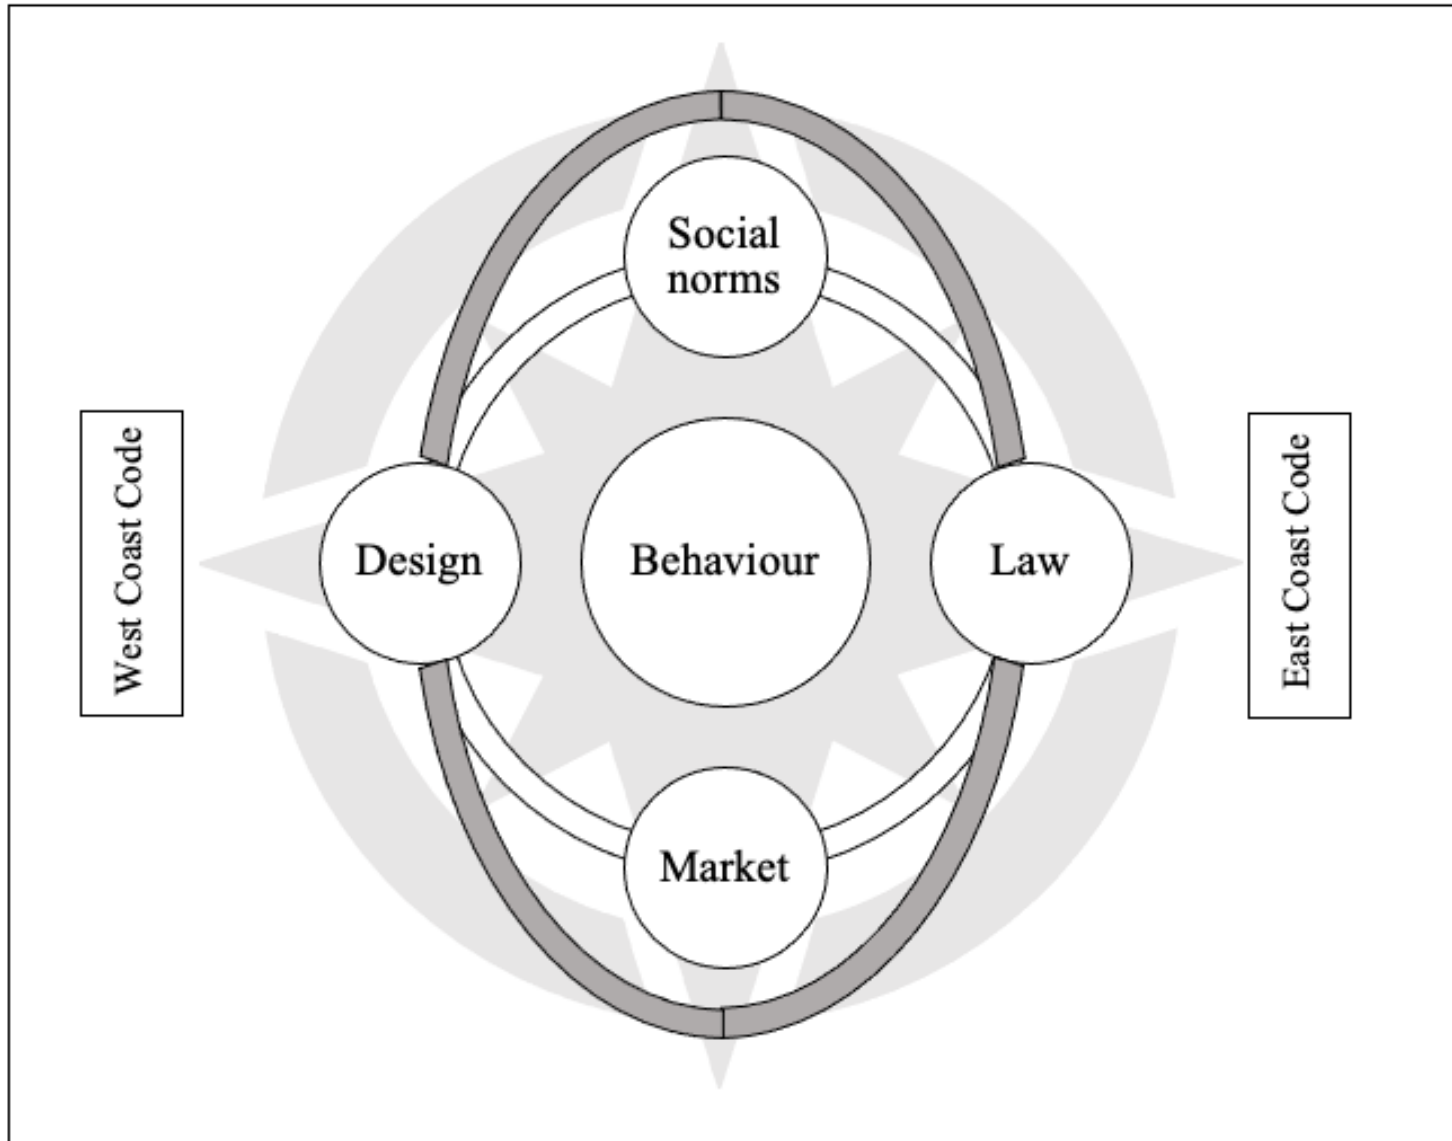 Social
norms
West Coast Code
Design
Behaviour
Law
East Coast Code
Market